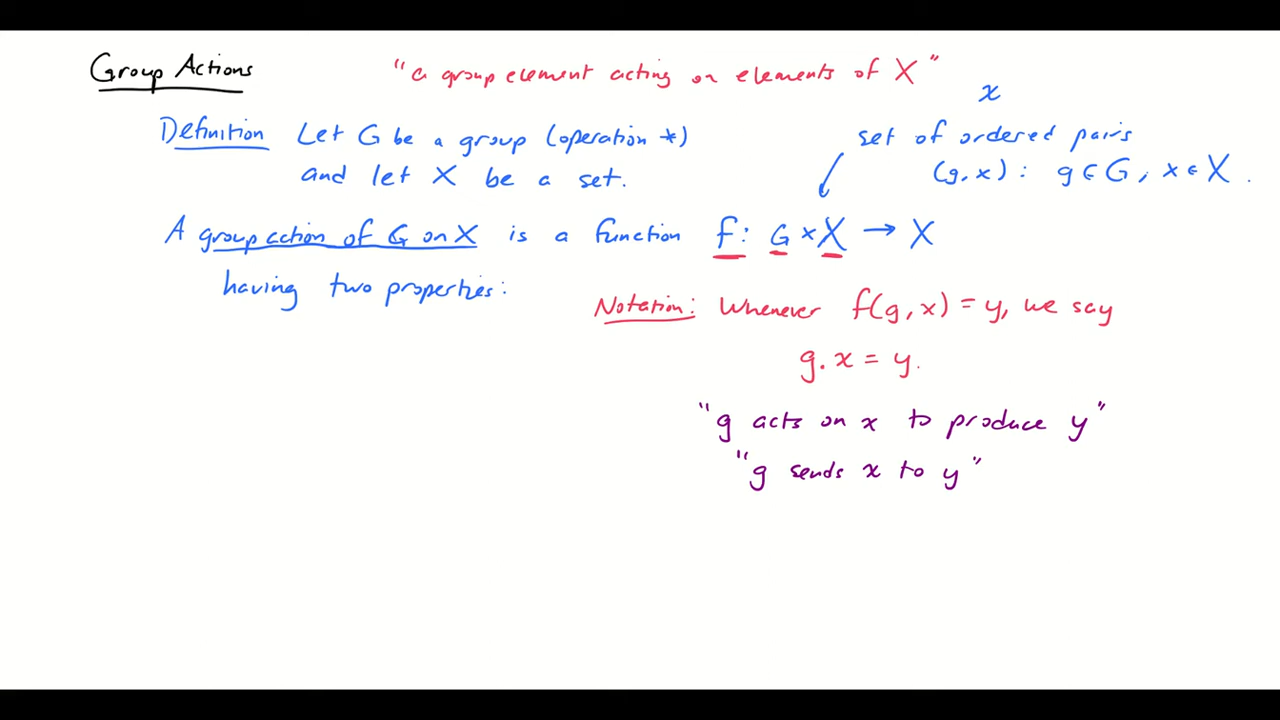 Group Actions
"a group element acting on elements of X"
x
Definition Let G be a group (operation *)
and let X be a set.
set of ordered pairs
(g, x) : g ∈ G, x ∈ X.
A group action of G on X is a function f: G × X → X
having two properties:
Notation: Whenever f(g, x) = y, we say
g. x = y.
"g acts on x to produce y"
"g sends x to y"